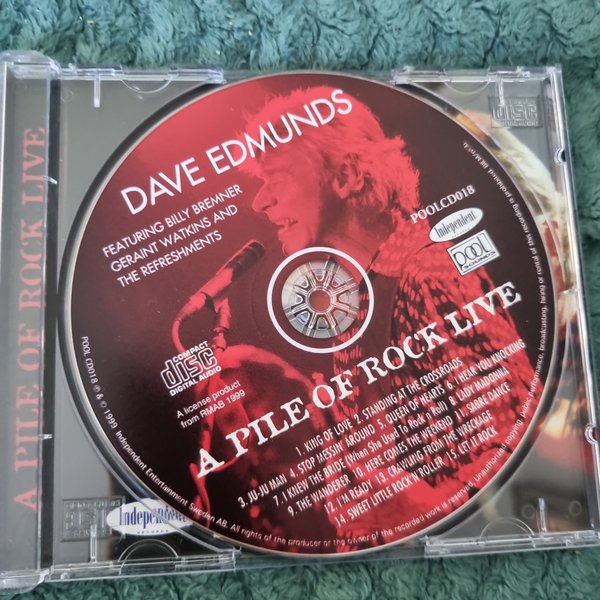 A PILE OF ROCK LIVE
DAVE EDMUNDS
FEATURING BILLY BREMNER
GERAINT WATKINS AND
THE REFRESHMENTS
POOLCD018
Independent
pool
SOUNDS
COMPACT
disc
DIGITAL AUDIO
A license product
from RMAB 1999
A PILE OF ROCK LIVE
1. KING OF LOVE 2. STANDING AT THE CROSSROADS
3. JU-JU MAN 4. STOP MESSIN' AROUND 5. QUEEN OF HEARTS 6. I HEAR YOU KNOCKING
7. I KNEW THE BRIDE (When She Used To Rock'n'Roll) 8. LADY MADONNA
9. THE WANDERER 10. HERE COMES THE WEEKEND 11. SABRE DANCE
12. I'M READY 13. CRAWLING FROM THE WRECKAGE
14. SWEET LITTLE ROCK'N'ROLLER 15. LET IT ROCK
POOL CD018 ℗ & © 1999 Independent Entertainment Sweden AB. All rights of the producer or the owner of the recorded work is reserved. Unauthorised copying, public performance, broadcasting, hiring or rental of this recording is prohibited
Independent
RECORDS
disc